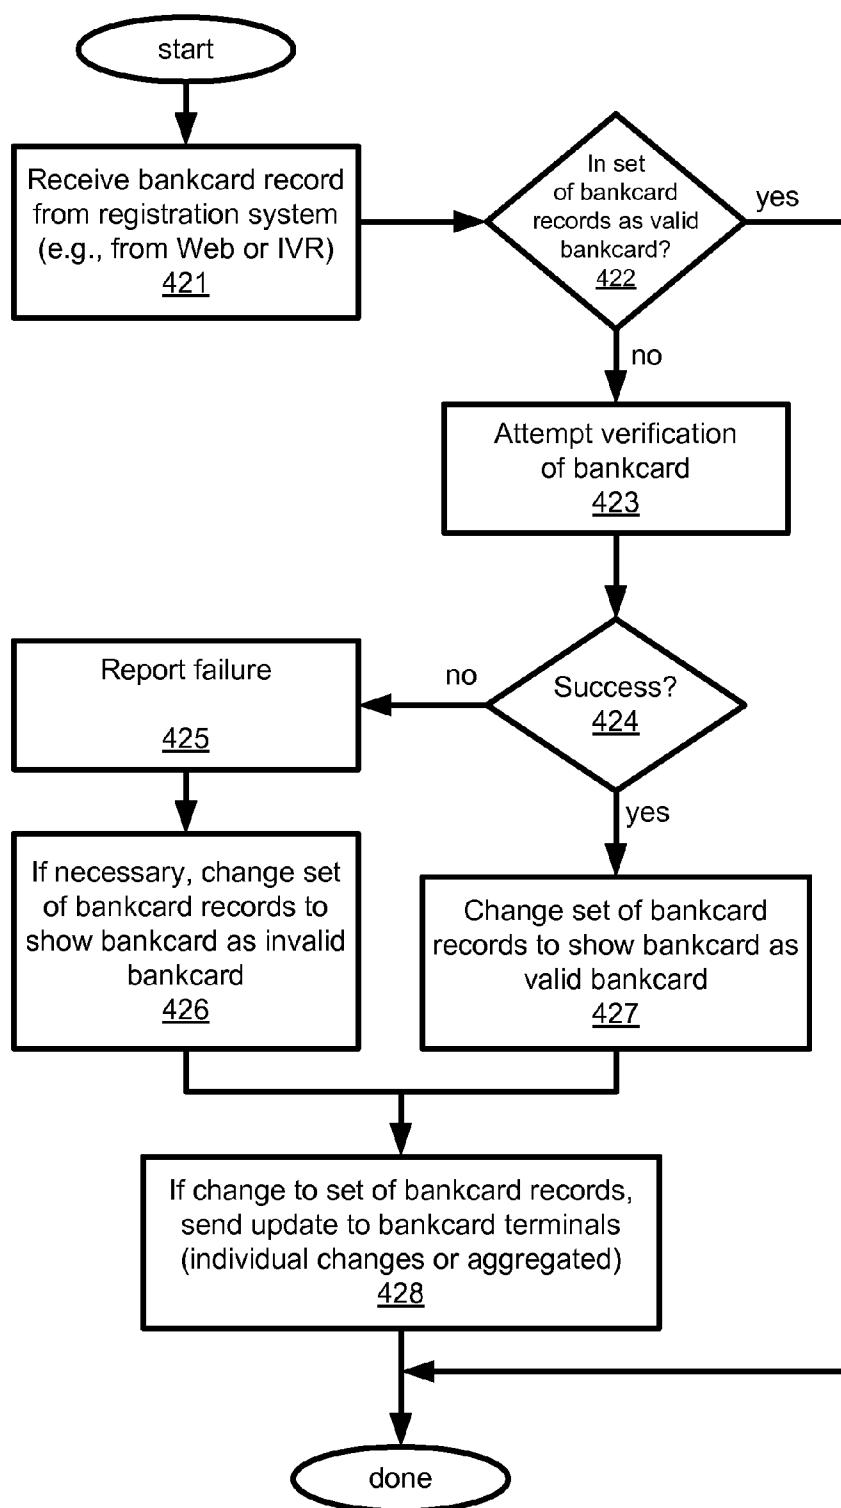 start
Receive bankcard record
from registration system
(e.g., from Web or IVR)
421
In set
of bankcard
records as valid
bankcard?
422
yes
no
Attempt verification
of bankcard
423
Success?
424
no
yes
Report failure
425
If necessary, change set
of bankcard records to
show bankcard as invalid
bankcard
426
Change set of bankcard
records to show bankcard as
valid bankcard
427
If change to set of bankcard records,
send update to bankcard terminals
(individual changes or aggregated)
428
done